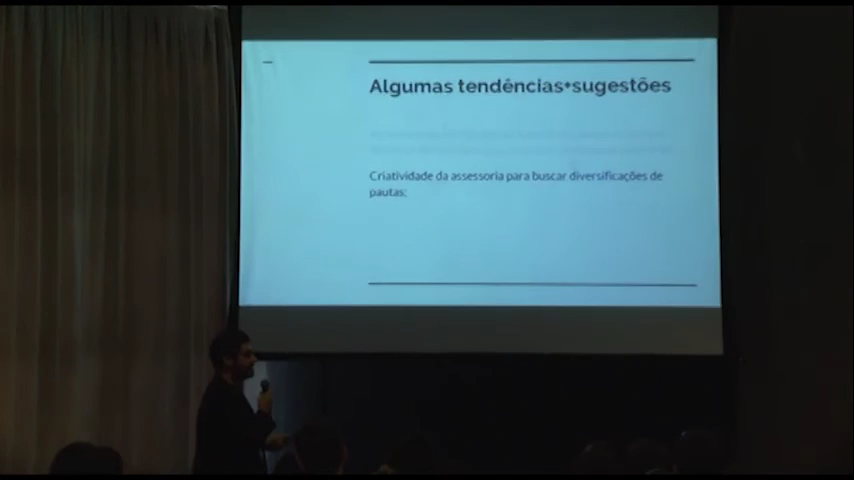 Algumas tendências+sugestões
Criatividade da assessoria para buscar diversificações de
pautas;